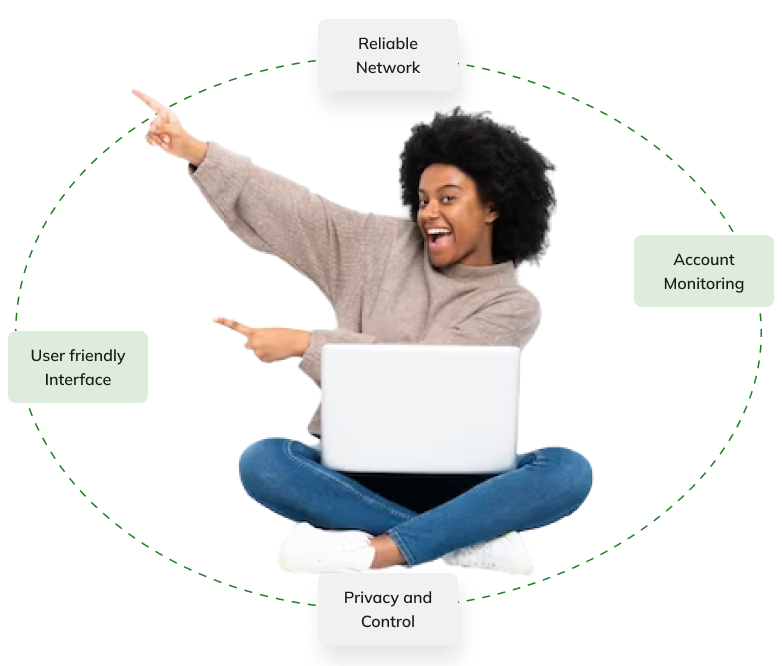 Reliable
Network
Account
Monitoring
User friendly
Interface
Privacy and
Control